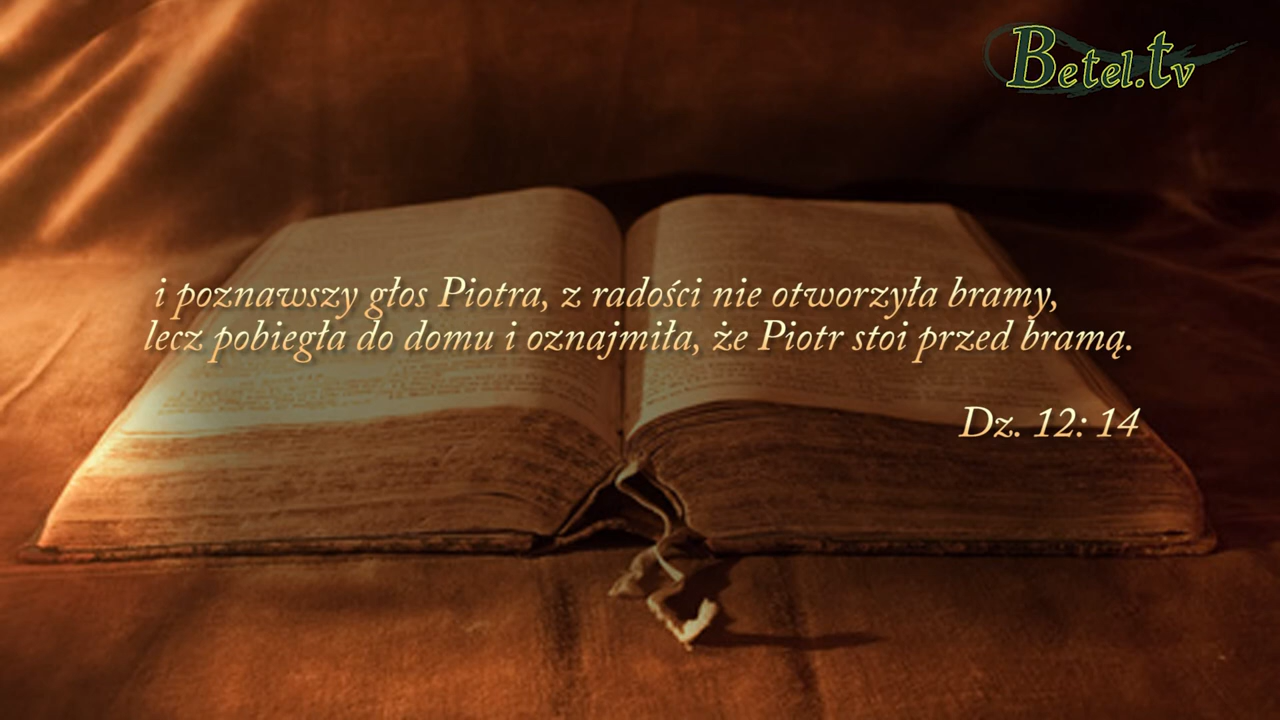 Betel.tv
i poznawszy głos Piotra, z radości nie otworzyła bramy,
lecz pobiegła do domu i oznajmiła, że Piotr stoi przed bramą.
Dz. 12: 14